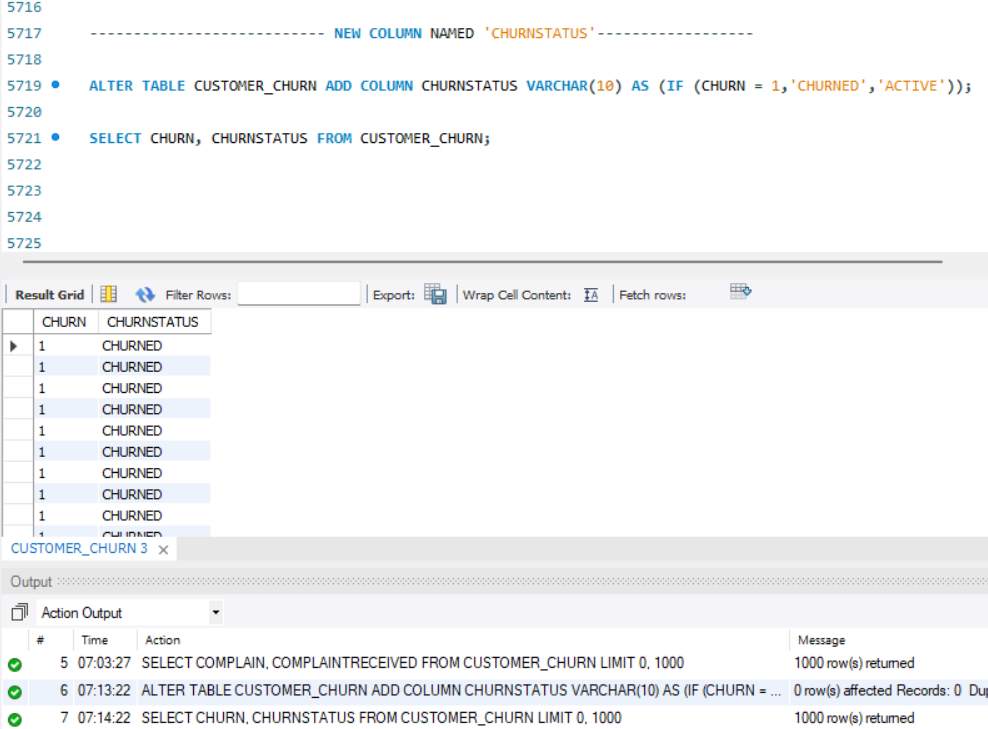 5716
5717 --------------------------- NEW COLUMN NAMED 'CHURNSTATUS'------------------
5718
5719 ALTER TABLE CUSTOMER_CHURN ADD COLUMN CHURNSTATUS VARCHAR(10) AS (IF (CHURN = 1,'CHURNED','ACTIVE'));
5720
5721 SELECT CHURN, CHURNSTATUS FROM CUSTOMER_CHURN;
5722
5723
5724
5725
Result Grid Filter Rows: Export: Wrap Cell Content: IA Fetch rows:
CHURN CHURNSTATUS
1 CHURNED
1 CHURNED
1 CHURNED
1 CHURNED
1 CHURNED
1 CHURNED
1 CHURNED
1 CHURNED
1 CHURNED
1 CHURNED
CUSTOMER_CHURN 3
Output
Action Output
# Time Action Message
5 07:03:27 SELECT COMPLAIN, COMPLAINTRECEIVED FROM CUSTOMER_CHURN LIMIT 0, 1000 1000 row(s) returned
6 07:13:22 ALTER TABLE CUSTOMER_CHURN ADD COLUMN CHURNSTATUS VARCHAR(10) AS (IF (CHURN = ... 0 row(s) affected Records: 0 Dup
7 07:14:22 SELECT CHURN, CHURNSTATUS FROM CUSTOMER_CHURN LIMIT 0, 1000 1000 row(s) returned